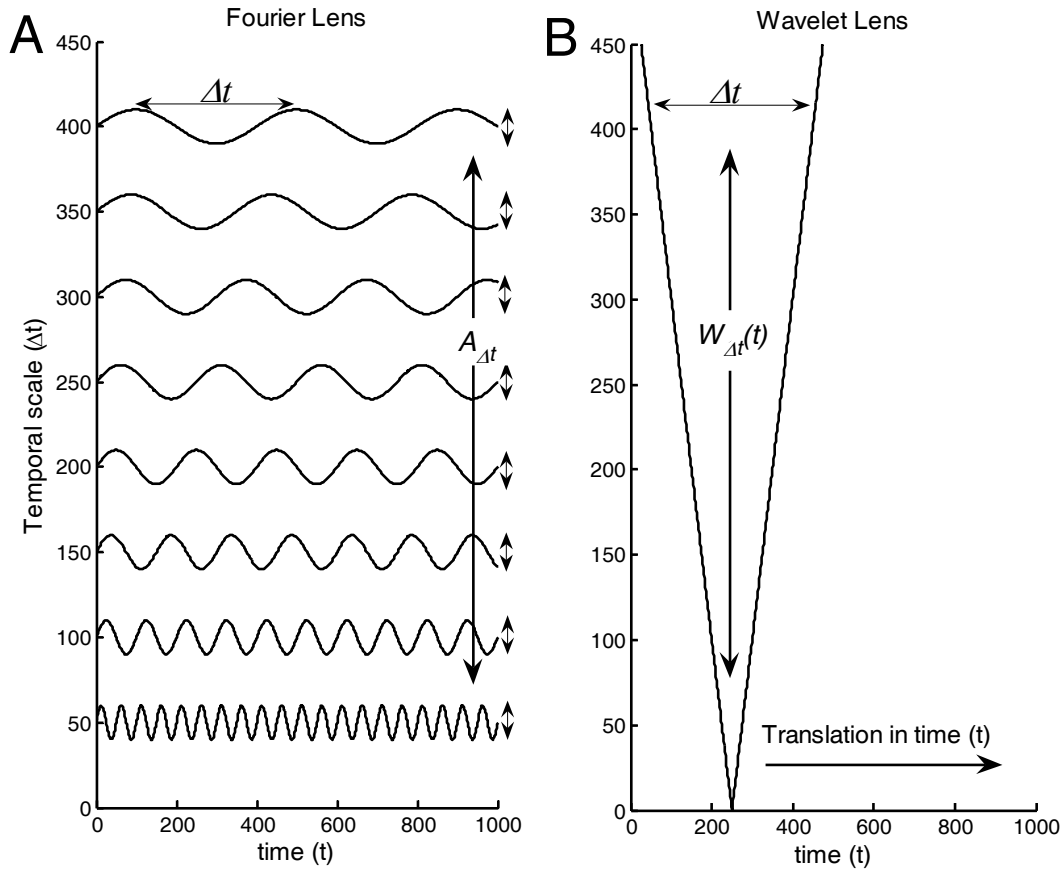 A
Fourier Lens
450
400
350
300
250
200
150
100
50
0
Temporal scale (Δt)
Δt
A_Δt
0 200 400 600 800 1000
time (t)
B
Wavelet Lens
450
400
350
300
250
200
150
100
50
0
Δt
W_Δt(t)
Translation in time (t)
0 200 400 600 800 1000
time (t)